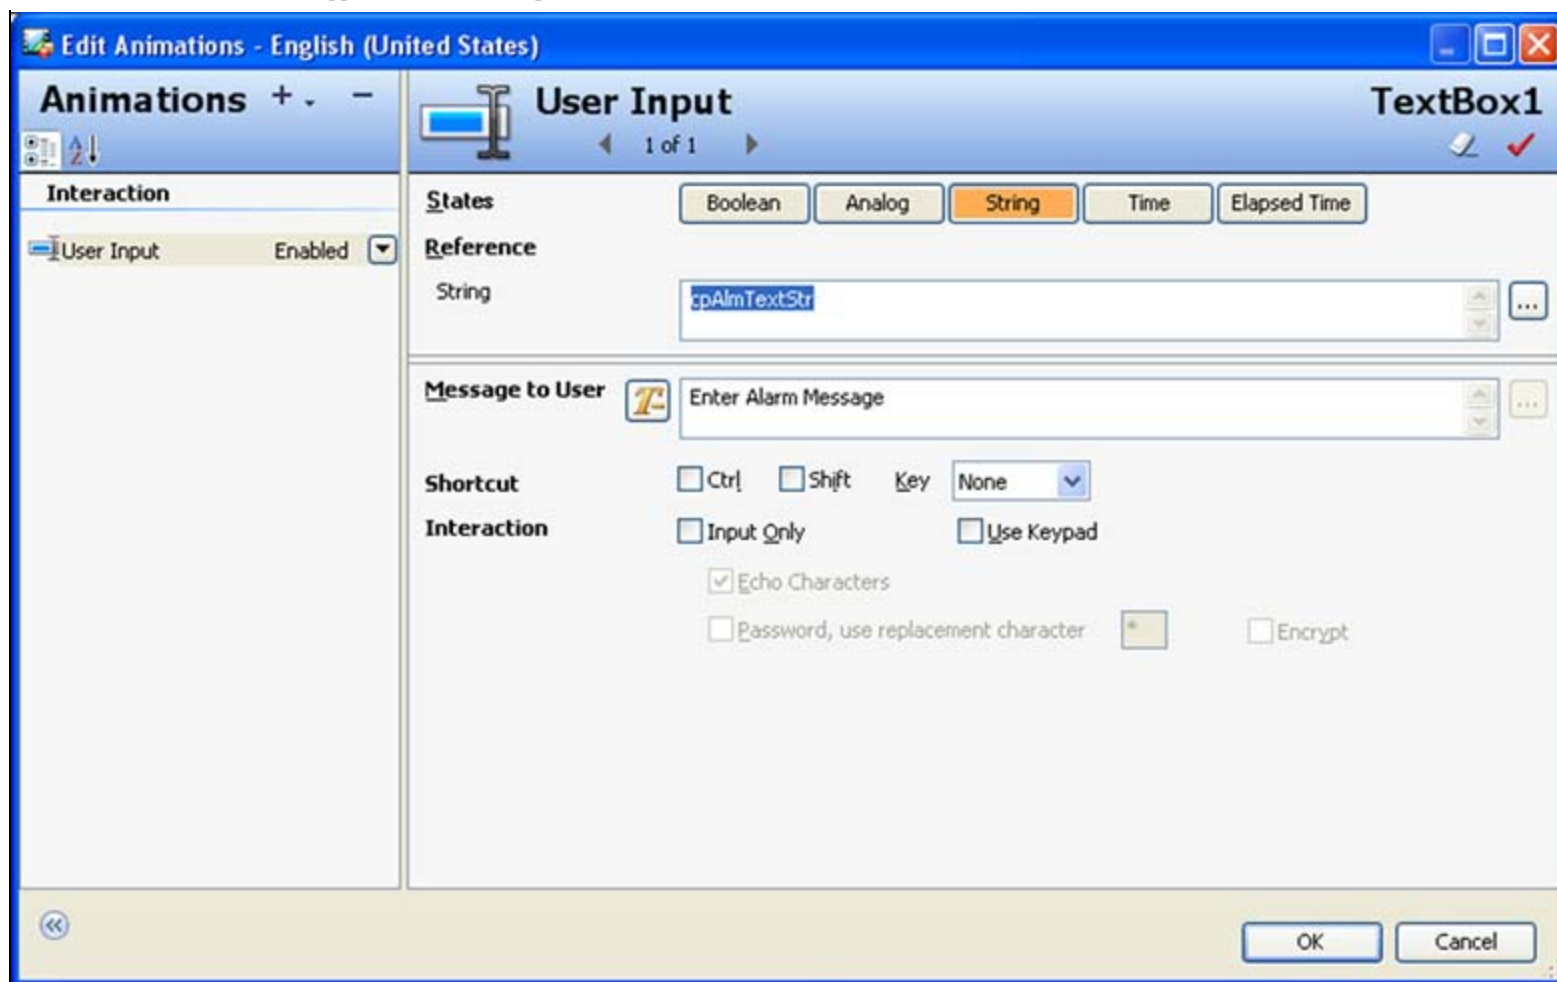 Edit Animations - English (United States)
Animations + - 
User Input
TextBox1
1 of 1
Interaction
User Input Enabled
States Boolean Analog String Time Elapsed Time
Reference
String cpAlmTextStr ...
Message to User T Enter Alarm Message ...
Shortcut Ctrl Shift Key None
Interaction Input Only Use Keypad
Echo Characters
Password, use replacement character * Encrypt
OK Cancel